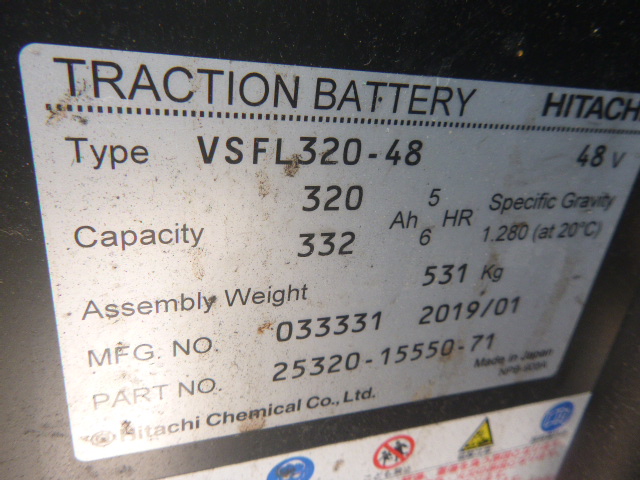 TRACTION BATTERY HITACHI
Type VSFL320-48 48 V
Capacity 320 Ah 5 HR Specific Gravity
332 6 1.280 (at 20°C)
Assembly Weight 531 Kg
MFG. NO. 033331 2019/01
PART NO. 25320-15550-71 Made in Japan
Hitachi Chemical Co., Ltd.